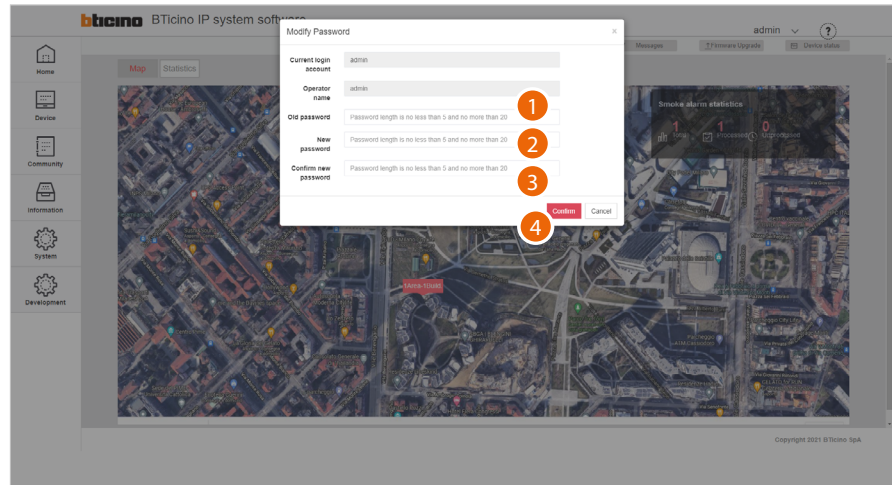 bticino BTicino IP system software
admin
?
Messages
Firmware Upgrade
Device status
Home
Device
Community
Information
System
Development
Map
Statistics
Modify Password
×
Current login account
admin
Operator name
admin
Old password
Password length is no less than 5 and no more than 20
1
New password
Password length is no less than 5 and no more than 20
2
Confirm new password
Password length is no less than 5 and no more than 20
3
4
Confirm
Cancel
Smoke alarm statistics
1
Total
1
Processed
0
Unprocessed
Copyright 2021 BTicino SpA